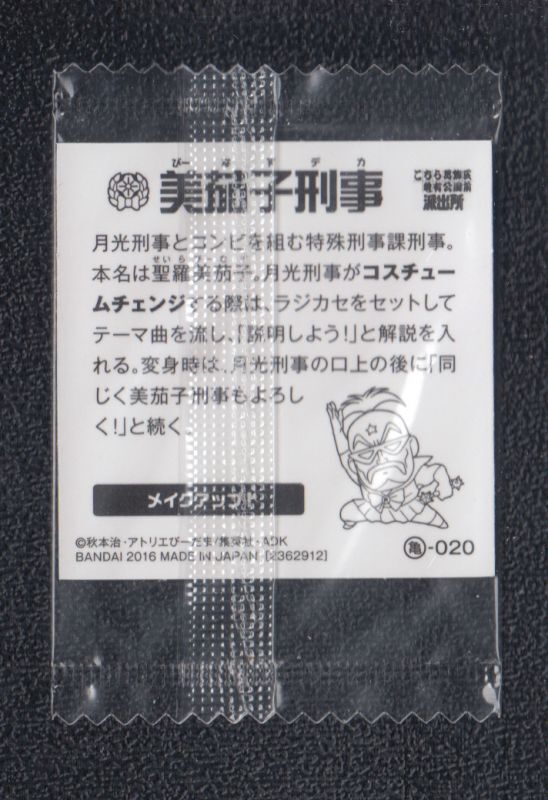 びーなすデカ
美茄子刑事
こちら葛飾区
亀有公園前
派出所
月光刑事とコンビを組む特殊刑事課刑事。
本名は聖羅美茄子。月光刑事がコスチュー
ムチェンジする際は、ラジカセをセットして
テーマ曲を流し、「説明しよう!」と解説を入
れる。変身時は、月光刑事の口上の後に「同
じく美茄子刑事もよろし
く!」と続く。
©秋本治・アトリエびーだま/集英社・ADK
BANDAI 2016 MADE IN JAPAN [2362912]
亀-020